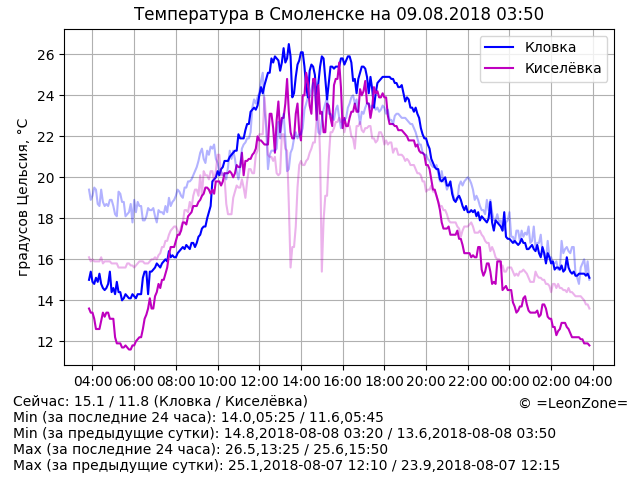 Температура в Смоленске на 09.08.2018 03:50
Кловка
Киселёвка
градусов Цельсия, °C
26
24
22
20
18
16
14
12
04:00 06:00 08:00 10:00 12:00 14:00 16:00 18:00 20:00 22:00 00:00 02:00 04:00
Сейчас: 15.1 / 11.8 (Кловка / Киселёвка)
© =LeonZone=
Min (за последние 24 часа): 14.0,05:25 / 11.6,05:45
Min (за предыдущие сутки): 14.8,2018-08-08 03:20 / 13.6,2018-08-08 03:50
Max (за последние 24 часа): 26.5,13:25 / 25.6,15:50
Max (за предыдущие сутки): 25.1,2018-08-07 12:10 / 23.9,2018-08-07 12:15